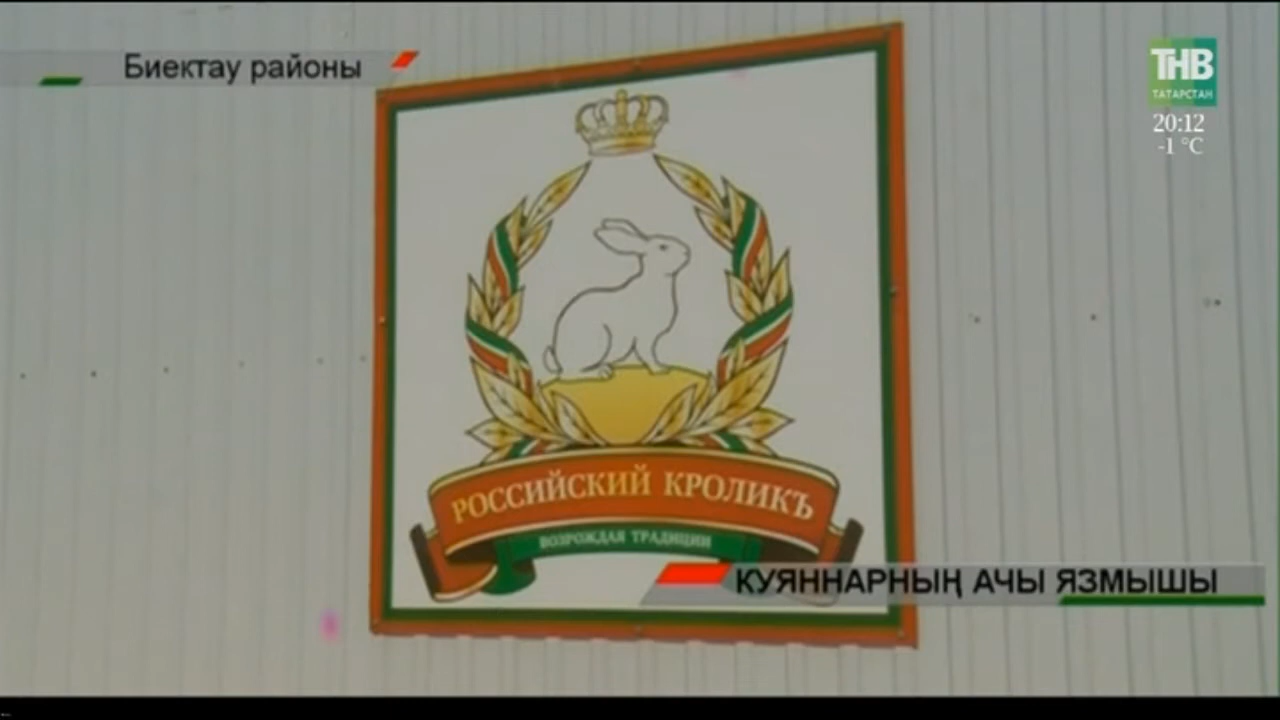 Биектау районы
ТНВ
ТАТАРСТАН
20:12
-1 °C
РОССИЙСКИЙ КРОЛИКЪ
ВОЗРОЖДАЯ ТРАДИЦИИ
КУЯННАРНЫҢ АЧЫ ЯЗМЫШЫ